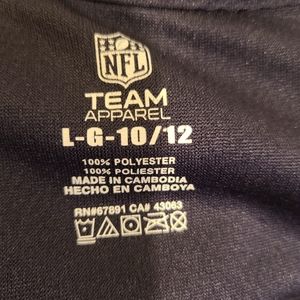 NFL
TEAM
APPAREL
L-G-10/12
100% POLYESTER
100% POLIESTER
MADE IN CAMBODIA
HECHO EN CAMBOYA
RN#67891 CA# 43063